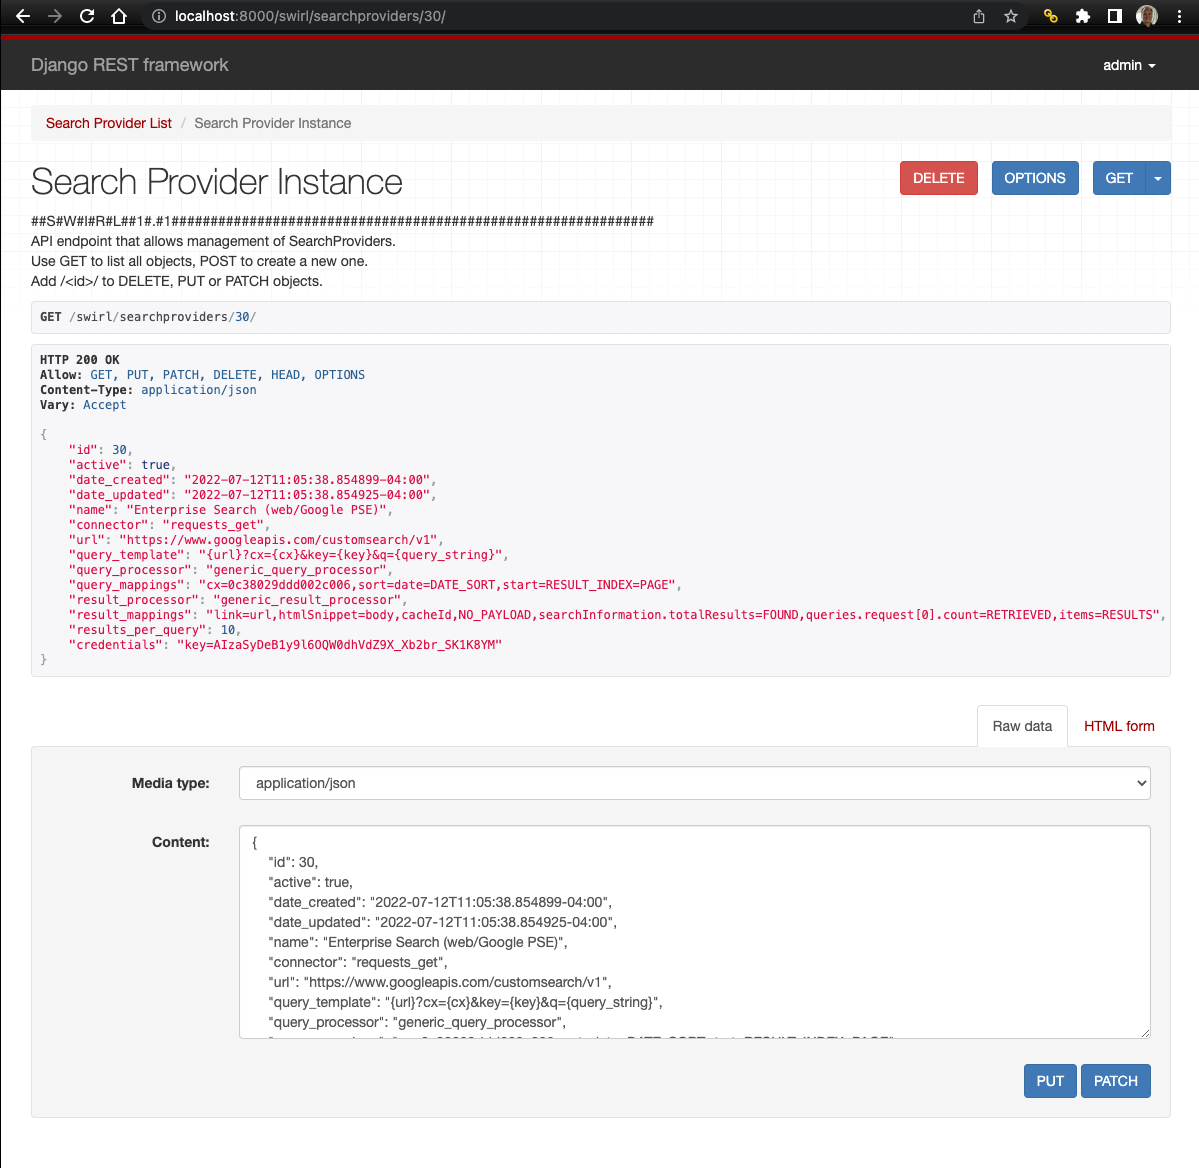 localhost:8000/swirl/searchproviders/30/
Django REST framework
admin
Search Provider List / Search Provider Instance
Search Provider Instance
DELETE
OPTIONS
GET
API endpoint that allows management of SearchProviders.
Use GET to list all objects, POST to create a new one.
Add /<id>/ to DELETE, PUT or PATCH objects.
GET /swirl/searchproviders/30/
HTTP 200 OK
Allow: GET, PUT, PATCH, DELETE, HEAD, OPTIONS
Content-Type: application/json
Vary: Accept
{
"id": 30,
"active": true,
"date_created": "2022-07-12T11:05:38.854899-04:00",
"date_updated": "2022-07-12T11:05:38.854925-04:00",
"name": "Enterprise Search (web/Google PSE)",
"connector": "requests_get",
"url": "https://www.googleapis.com/customsearch/v1",
"query_template": "{url}?cx={cx}&key={key}&q={query_string}",
"query_processor": "generic_query_processor",
"query_mappings": "cx=0c38029ddd002c006,sort=date=DATE_SORT,start=RESULT_INDEX=PAGE",
"result_processor": "generic_result_processor",
"result_mappings": "link=url,htmlSnippet=body,cacheId,NO_PAYLOAD,searchInformation.totalResults=FOUND,queries.request[0].count=RETRIEVED,items=RESULTS",
"results_per_query": 10,
"credentials": "key=AIzaSyDeB1y9l6OQW0dhVdZ9X_Xb2br_SK1K8YM"
}
Raw data
HTML form
Media type:
application/json
Content:
{
"id": 30,
"active": true,
"date_created": "2022-07-12T11:05:38.854899-04:00",
"date_updated": "2022-07-12T11:05:38.854925-04:00",
"name": "Enterprise Search (web/Google PSE)",
"connector": "requests_get",
"url": "https://www.googleapis.com/customsearch/v1",
"query_template": "{url}?cx={cx}&key={key}&q={query_string}",
"query_processor": "generic_query_processor",
PUT
PATCH